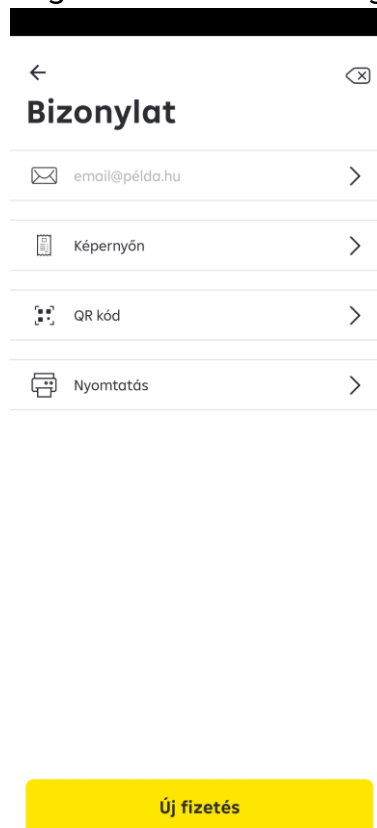 Bizonylat
email@példa.hu
Képernyőn
QR kód
Nyomtatás
Új fizetés